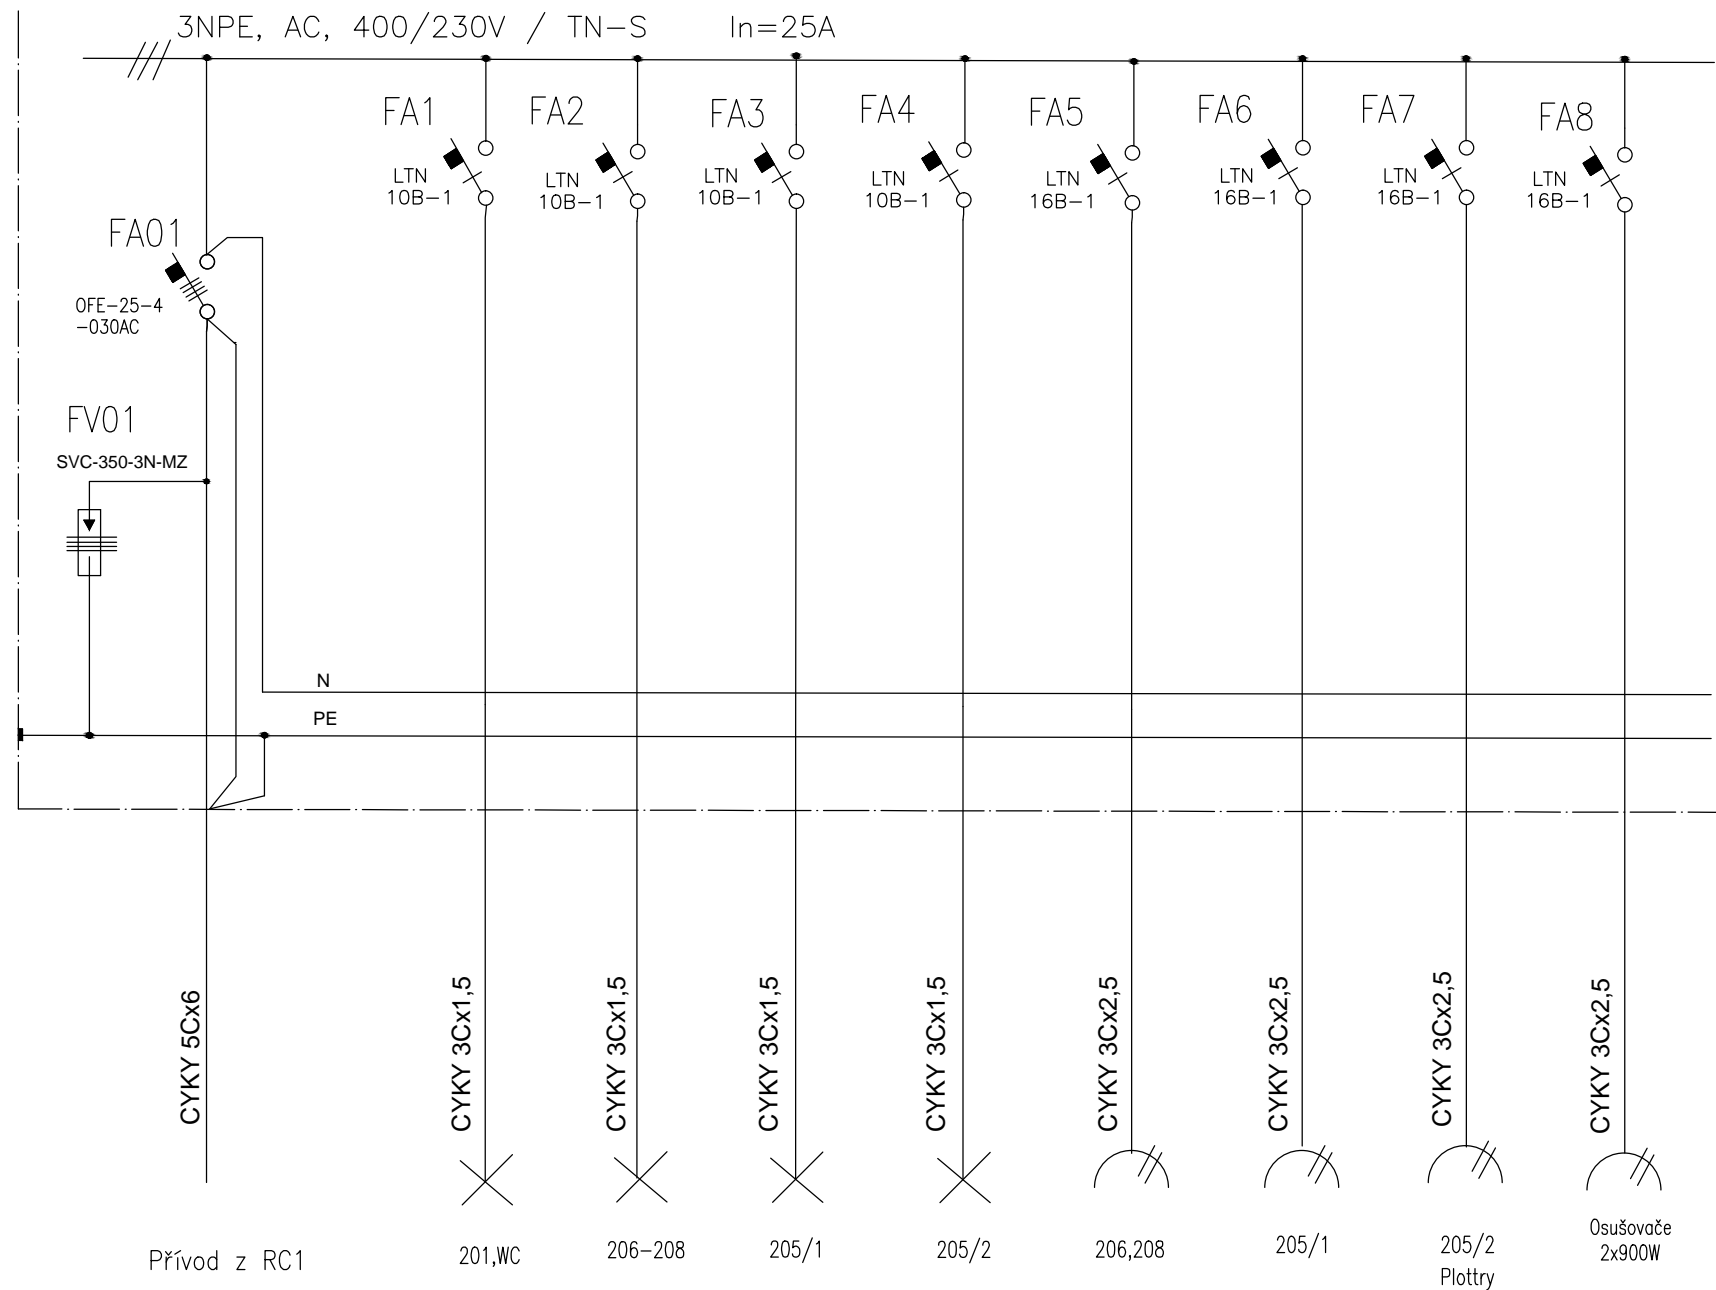 3NPE, AC, 400/230V / TN-S In=25A
FA1
FA2
FA3
FA4
FA5
FA6
FA7
FA8
LTN
10B-1
LTN
10B-1
LTN
10B-1
LTN
10B-1
LTN
16B-1
LTN
16B-1
LTN
16B-1
LTN
16B-1
FA01
OFE-25-4
-030AC
FV01
SVC-350-3N-MZ
N
PE
CYKY 5Cx6
CYKY 3Cx1,5
CYKY 3Cx1,5
CYKY 3Cx1,5
CYKY 3Cx1,5
CYKY 3Cx2,5
CYKY 3Cx2,5
CYKY 3Cx2,5
CYKY 3Cx2,5
Přívod z RC1
201,WC
206-208
205/1
205/2
206,208
205/1
205/2
Plottry
Osušovače
2x900W